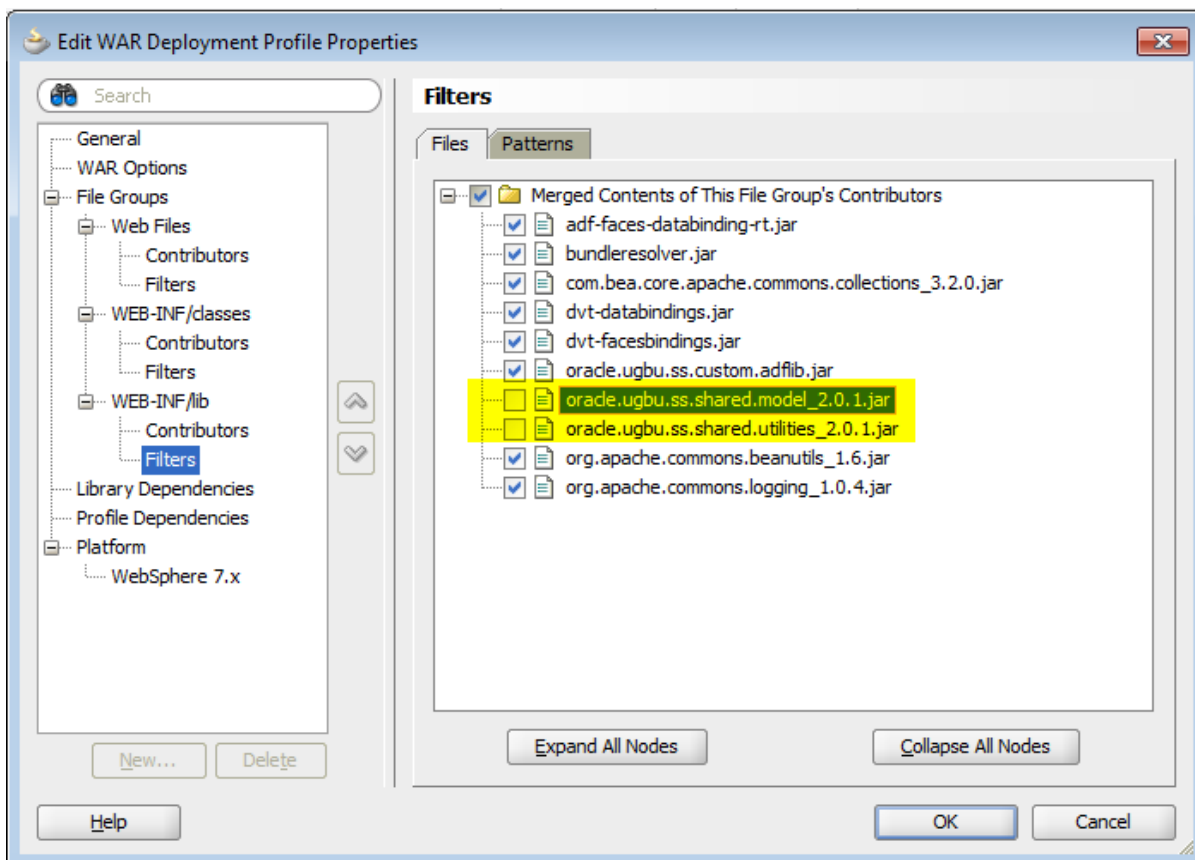 Edit WAR Deployment Profile Properties
Search
General
WAR Options
File Groups
Web Files
Contributors
Filters
WEB-INF/classes
Contributors
Filters
WEB-INF/lib
Contributors
Filters
Library Dependencies
Profile Dependencies
Platform
WebSphere 7.x
New...
Delete
Filters
Files
Patterns
Merged Contents of This File Group's Contributors
adf-faces-databinding-rt.jar
bundleresolver.jar
com.bea.core.apache.commons.collections_3.2.0.jar
dvt-databindings.jar
dvt-facesbindings.jar
oracle.ugbu.ss.custom.adflib.jar
oracle.ugbu.ss.shared.model_2.0.1.jar
oracle.ugbu.ss.shared.utilities_2.0.1.jar
org.apache.commons.beanutils_1.6.jar
org.apache.commons.logging_1.0.4.jar
Expand All Nodes
Collapse All Nodes
Help
OK
Cancel